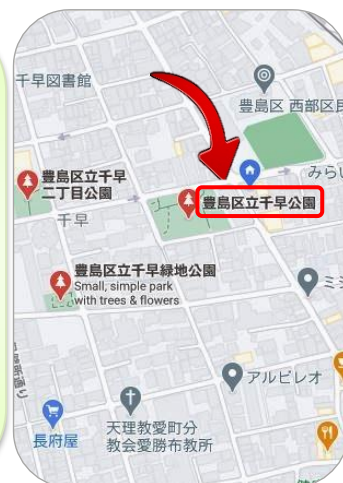 千早図書館
豊島区 西部区民
みらい
豊島区立千早
二丁目公園
豊島区立千早公園
千早
豊島区立千早緑地公園
Small, simple park
with trees & flowers
ミシ
アルピレオ
長府屋
天理教愛町分
教会愛勝布教所